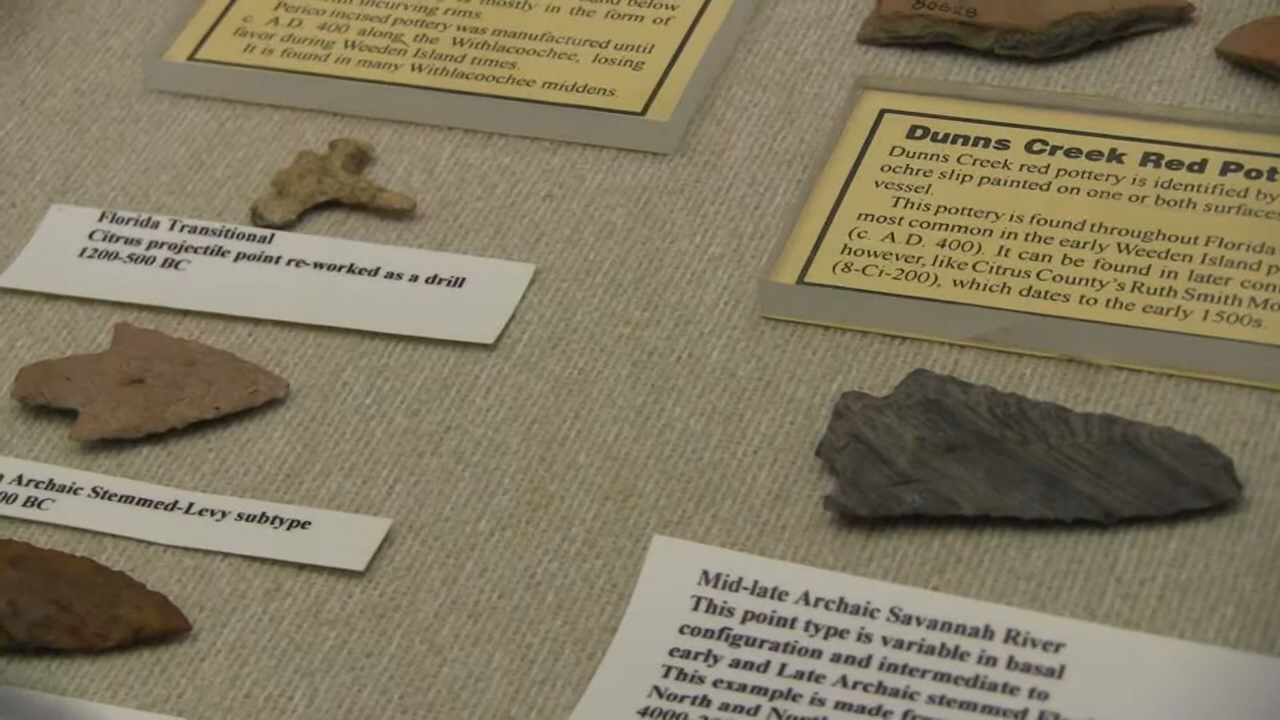 below
is mostly in the form of
incurving rims.
Perico incised pottery was manufactured until
c. A.D. 400 along the Withlacoochee, losing
favor during Weeden Island times.
It is found in many Withlacoochee middens.
80628
Dunns Creek Red Pot
Dunns Creek red pottery is identified by
ochre slip painted on one or both surfaces
vessel.
This pottery is found throughout Florida
most common in the early Weeden Island p
(c. A.D. 400). It can be found in later con
however, like Citrus County's Ruth Smith Mo
(8-Ci-200), which dates to the early 1500s.
Florida Transitional
Citrus projectile point re-worked as a drill
1200-500 BC
Archaic Stemmed-Levy subtype
00 BC
Mid-late Archaic Savannah River
This point type is variable in basal
configuration and intermediate to
early and Late Archaic stemmed
This example is made
North and
4000-